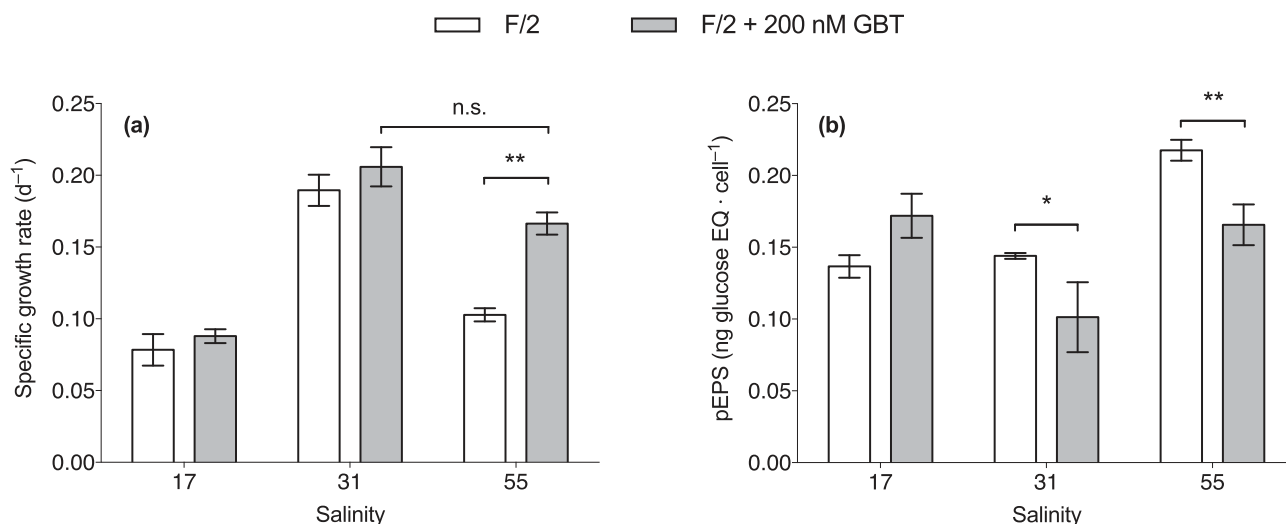 F/2
F/2 + 200 nM GBT
(a)
Specific growth rate (d⁻¹)
0.25
0.20
0.15
0.10
0.05
0.00
n.s.
**
17
31
55
Salinity
(b)
pEPS (ng glucose EQ · cell⁻¹)
0.25
0.20
0.15
0.10
0.05
0.00
*
**
17
31
55
Salinity